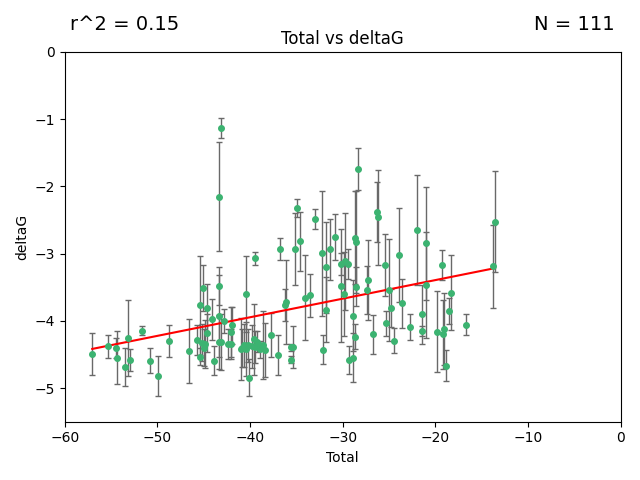 r^2 = 0.15
N = 111
Total vs deltaG
0
−1
−2
−3
−4
−5
deltaG
−60
−50
−40
−30
−20
−10
0
Total